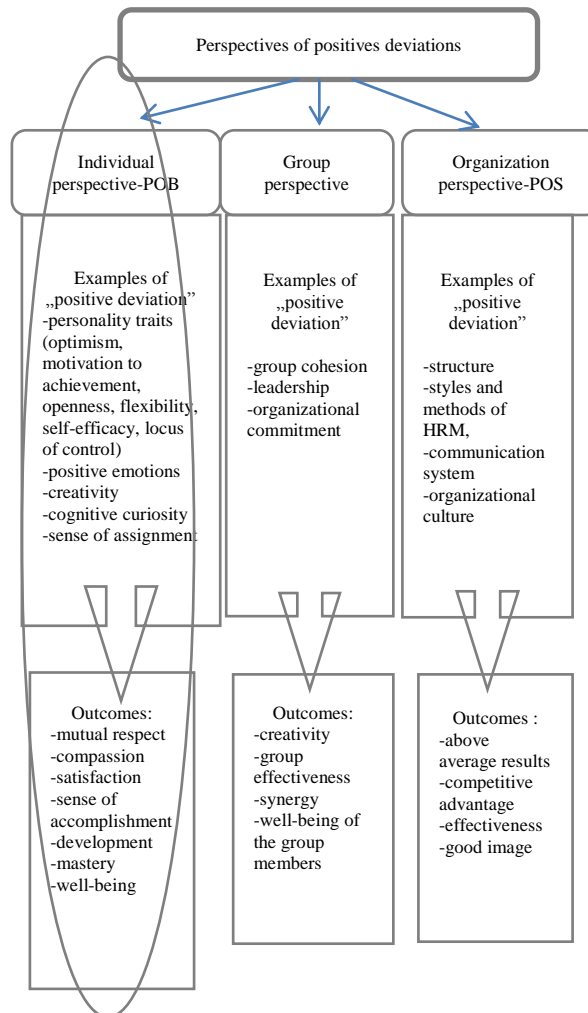 Perspectives of positives deviations
Individual
perspective-POB
Group
perspective
Organization
perspective-POS
Examples of
„positive deviation”
-personality traits
(optimism,
motivation to
achievement,
openness, flexibility,
self-efficacy, locus
of control)
-positive emotions
-creativity
-cognitive curiosity
-sense of assignment
Examples of
„positive
deviation”
-group cohesion
-leadership
-organizational
commitment
Examples of
„positive
deviation”
-structure
-styles and
methods of
HRM,
-communication
system
-organizational
culture
Outcomes:
-mutual respect
-compassion
-satisfaction
-sense of
accomplishment
-development
-mastery
-well-being
Outcomes:
-creativity
-group
effectiveness
-synergy
-well-being of
the group
members
Outcomes :
-above
average results
-competitive
advantage
-effectiveness
-good image